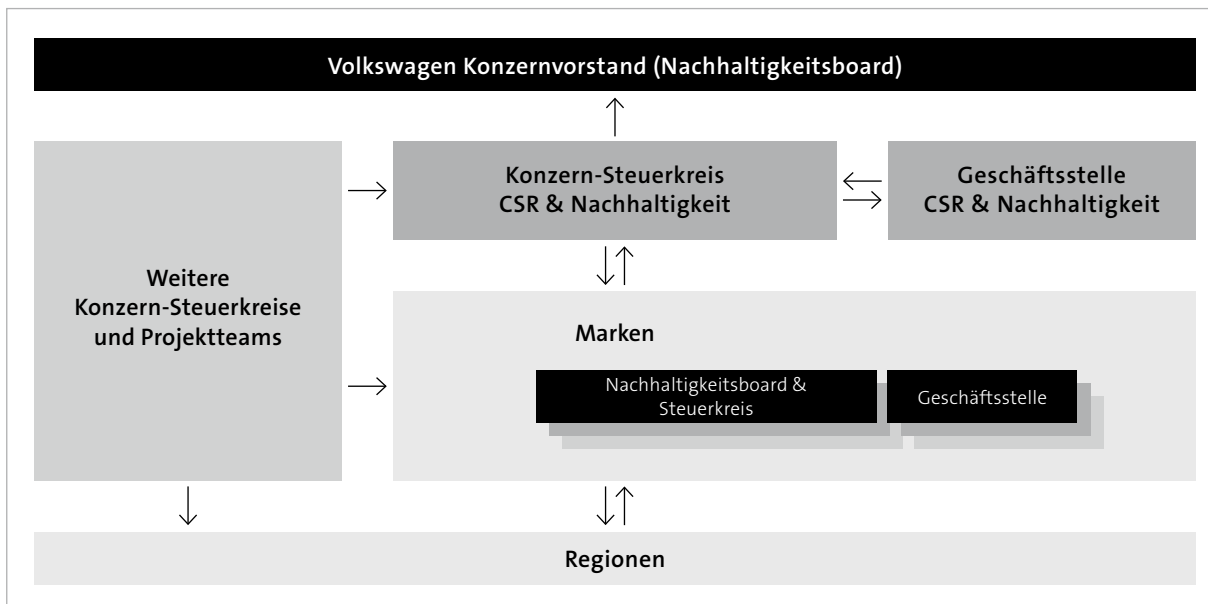 Volkswagen Konzernvorstand (Nachhaltigkeitsboard)
Konzern-Steuerkreis
CSR & Nachhaltigkeit
Geschäftsstelle
CSR & Nachhaltigkeit
Weitere
Konzern-Steuerkreise
und Projektteams
Marken
Nachhaltigkeitsboard &
Steuerkreis
Geschäftsstelle
Regionen